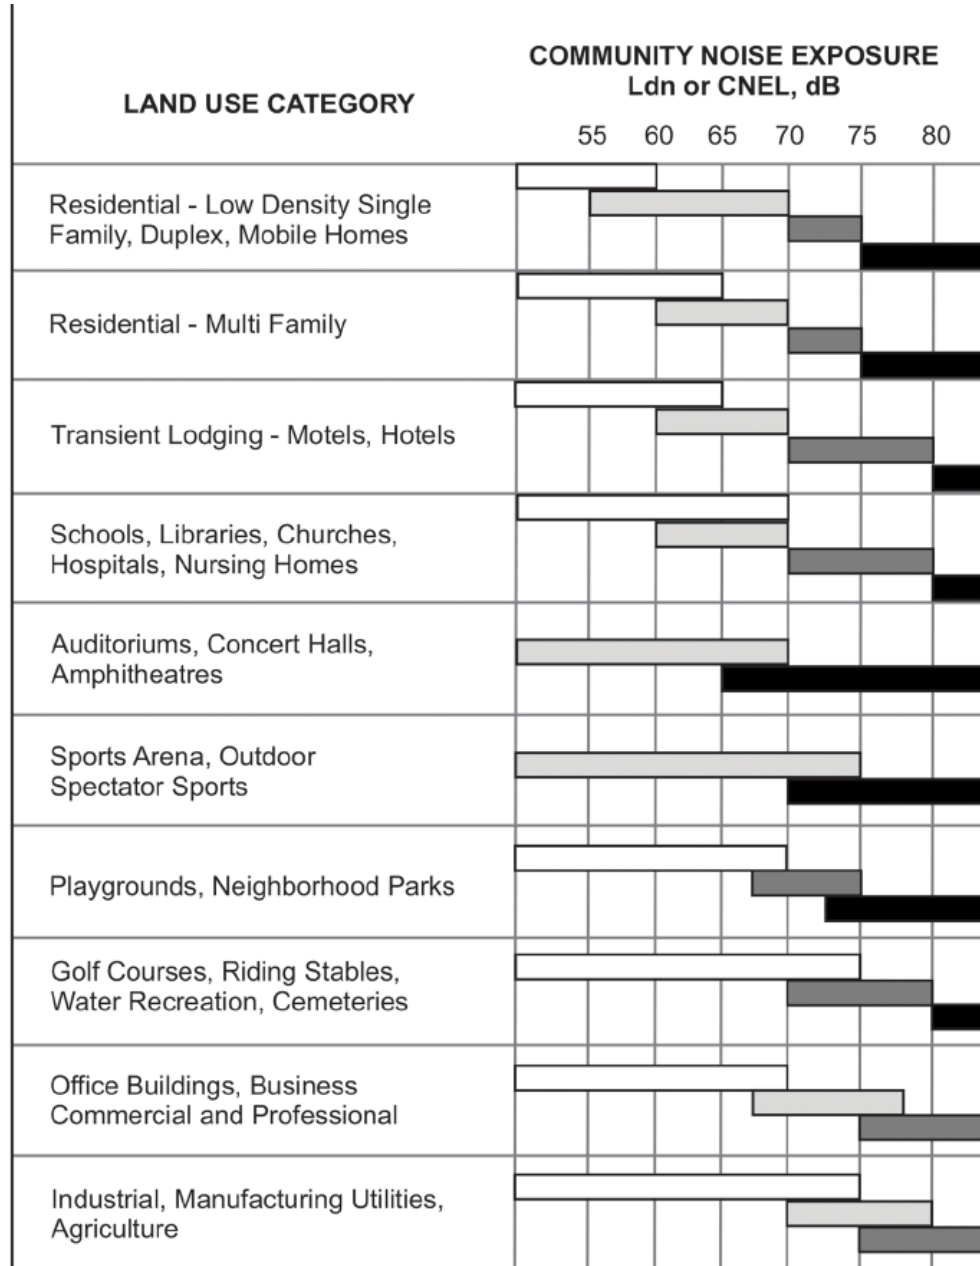 COMMUNITY NOISE EXPOSURE
Ldn or CNEL, dB
LAND USE CATEGORY
55 60 65 70 75 80
Residential - Low Density Single
Family, Duplex, Mobile Homes
Residential - Multi Family
Transient Lodging - Motels, Hotels
Schools, Libraries, Churches,
Hospitals, Nursing Homes
Auditoriums, Concert Halls,
Amphitheatres
Sports Arena, Outdoor
Spectator Sports
Playgrounds, Neighborhood Parks
Golf Courses, Riding Stables,
Water Recreation, Cemeteries
Office Buildings, Business
Commercial and Professional
Industrial, Manufacturing Utilities,
Agriculture